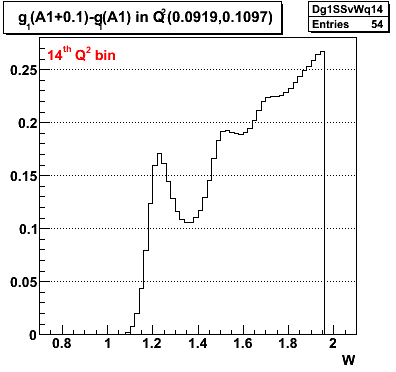 g₁(A1+0.1)-g₁(A1) in Q²(0.0919,0.1097)
Dg1SSvWq14
Entries 54
14th Q² bin
0.25
0.2
0.15
0.1
0.05
0
0.8 1 1.2 1.4 1.6 1.8 2
W